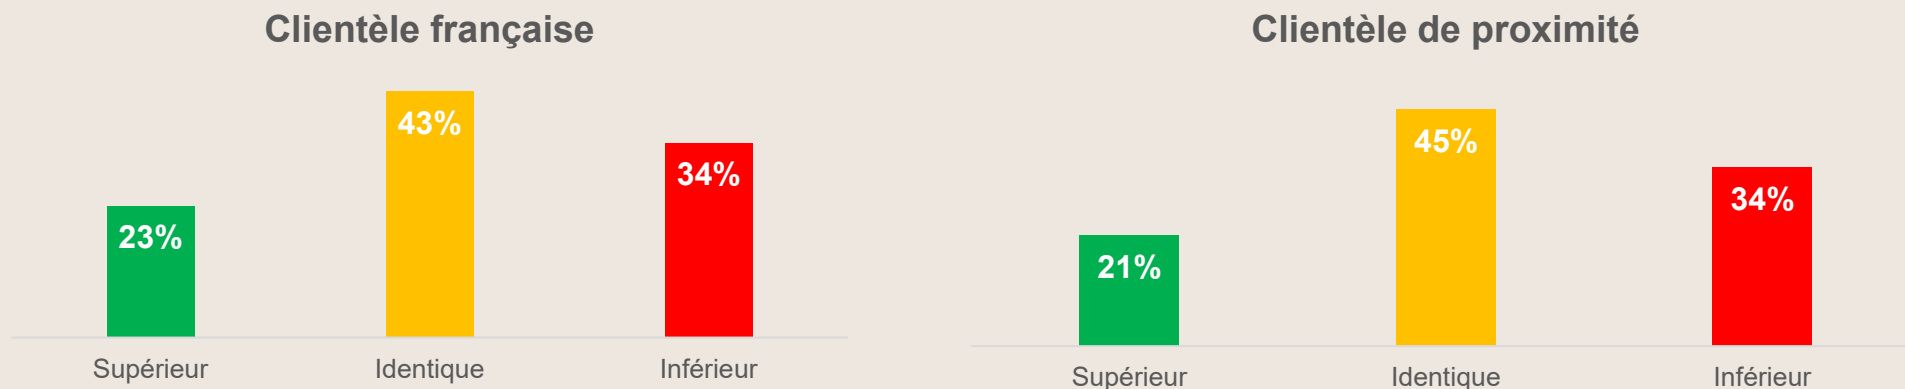 Clientèle française
43%
34%
23%
Supérieur
Identique
Inférieur
Clientèle de proximité
45%
34%
21%
Supérieur
Identique
Inférieur